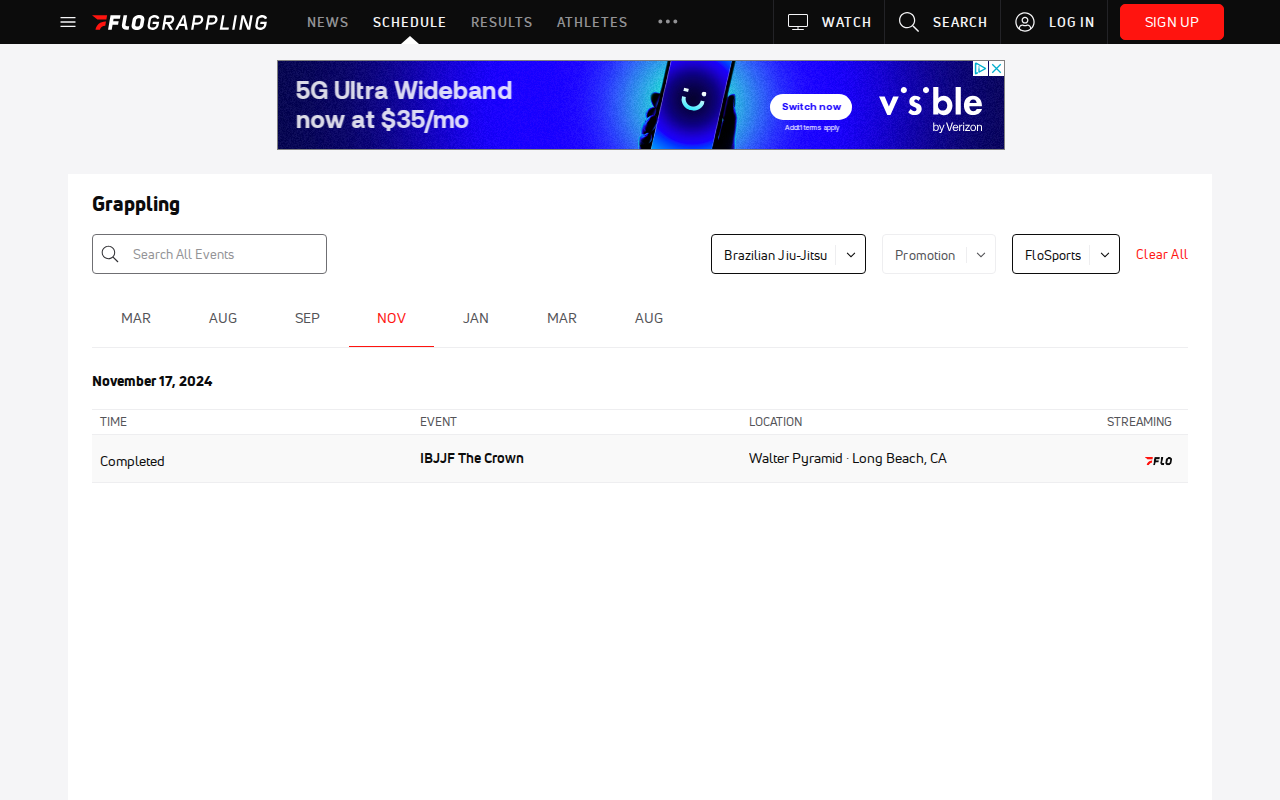 FLOGRAPPLING NEWS SCHEDULE RESULTS ATHLETES WATCH SEARCH LOG IN SIGN UP
5G Ultra Wideband
now at $35/mo
Switch now
Add'l terms apply
visible
by Verizon
Grappling
Search All Events
Brazilian Jiu-Jitsu
Promotion
FloSports
Clear All
MAR AUG SEP NOV JAN MAR AUG
November 17, 2024
TIME EVENT LOCATION STREAMING
Completed IBJJF The Crown Walter Pyramid · Long Beach, CA FLO